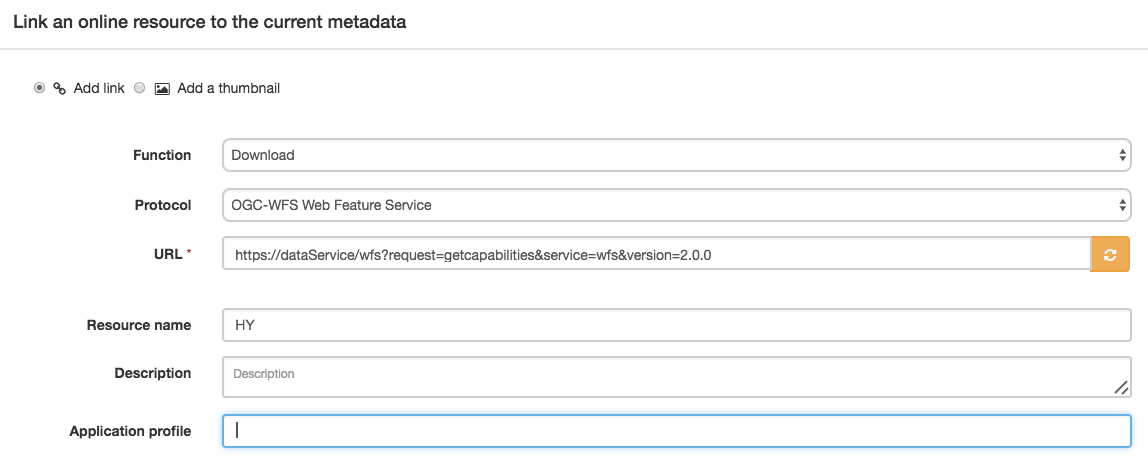 Link an online resource to the current metadata
Add link Add a thumbnail
Function Download
Protocol OGC-WFS Web Feature Service
URL * https://dataService/wfs?request=getcapabilities&service=wfs&version=2.0.0
Resource name HY
Description Description
Application profile